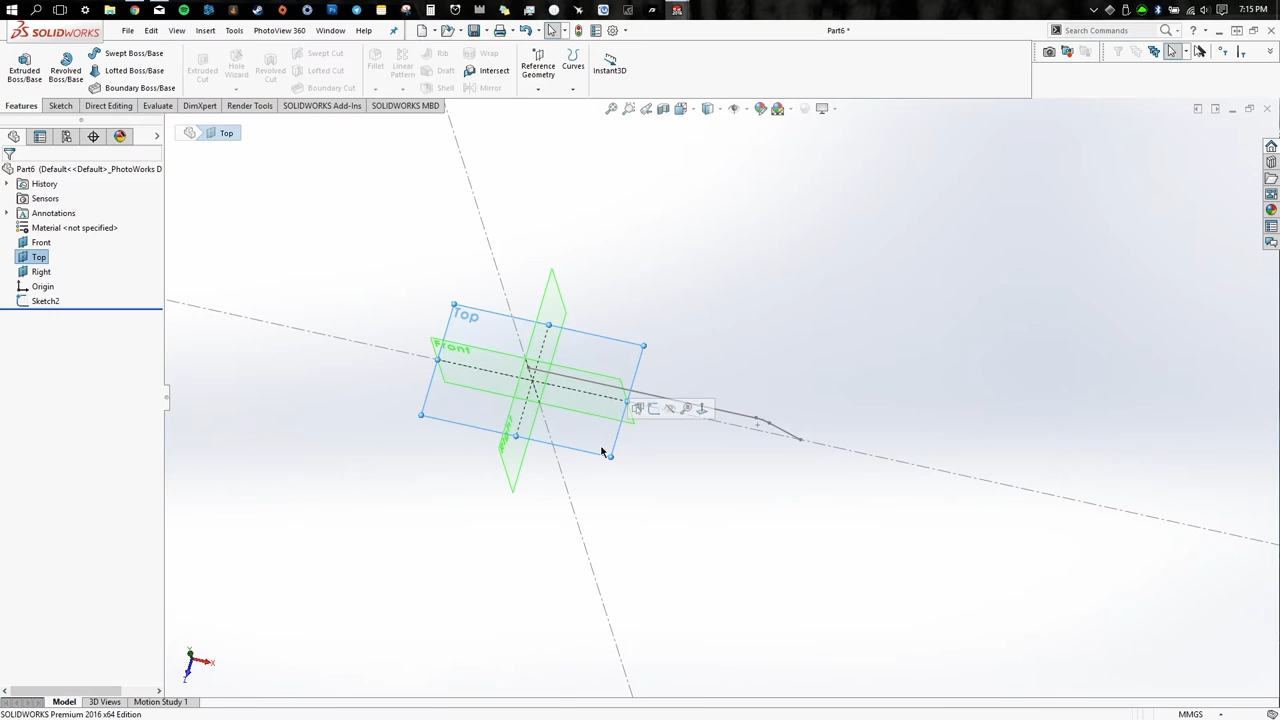 7:15 PM
SOLIDWORKS File Edit View Insert Tools PhotoView 360 Window Help Part6 * Search Commands
Extruded Boss/Base
Revolved Boss/Base
Swept Boss/Base
Lofted Boss/Base
Boundary Boss/Base
Extruded Cut
Hole Wizard
Revolved Cut
Swept Cut
Lofted Cut
Boundary Cut
Fillet
Linear Pattern
Rib
Draft
Shell
Wrap
Intersect
Mirror
Reference Geometry
Curves
Instant3D
Features Sketch Direct Editing Evaluate DimXpert Render Tools SOLIDWORKS Add-Ins SOLIDWORKS MBD
Top
Part6 (Default<<Default>_PhotoWorks D
History
Sensors
Annotations
Material <not specified>
Front
Top
Right
Origin
Sketch2
Top
Front
Y
X
Z
Model 3D Views Motion Study 1
SOLIDWORKS Premium 2016 x64 Edition MMGS